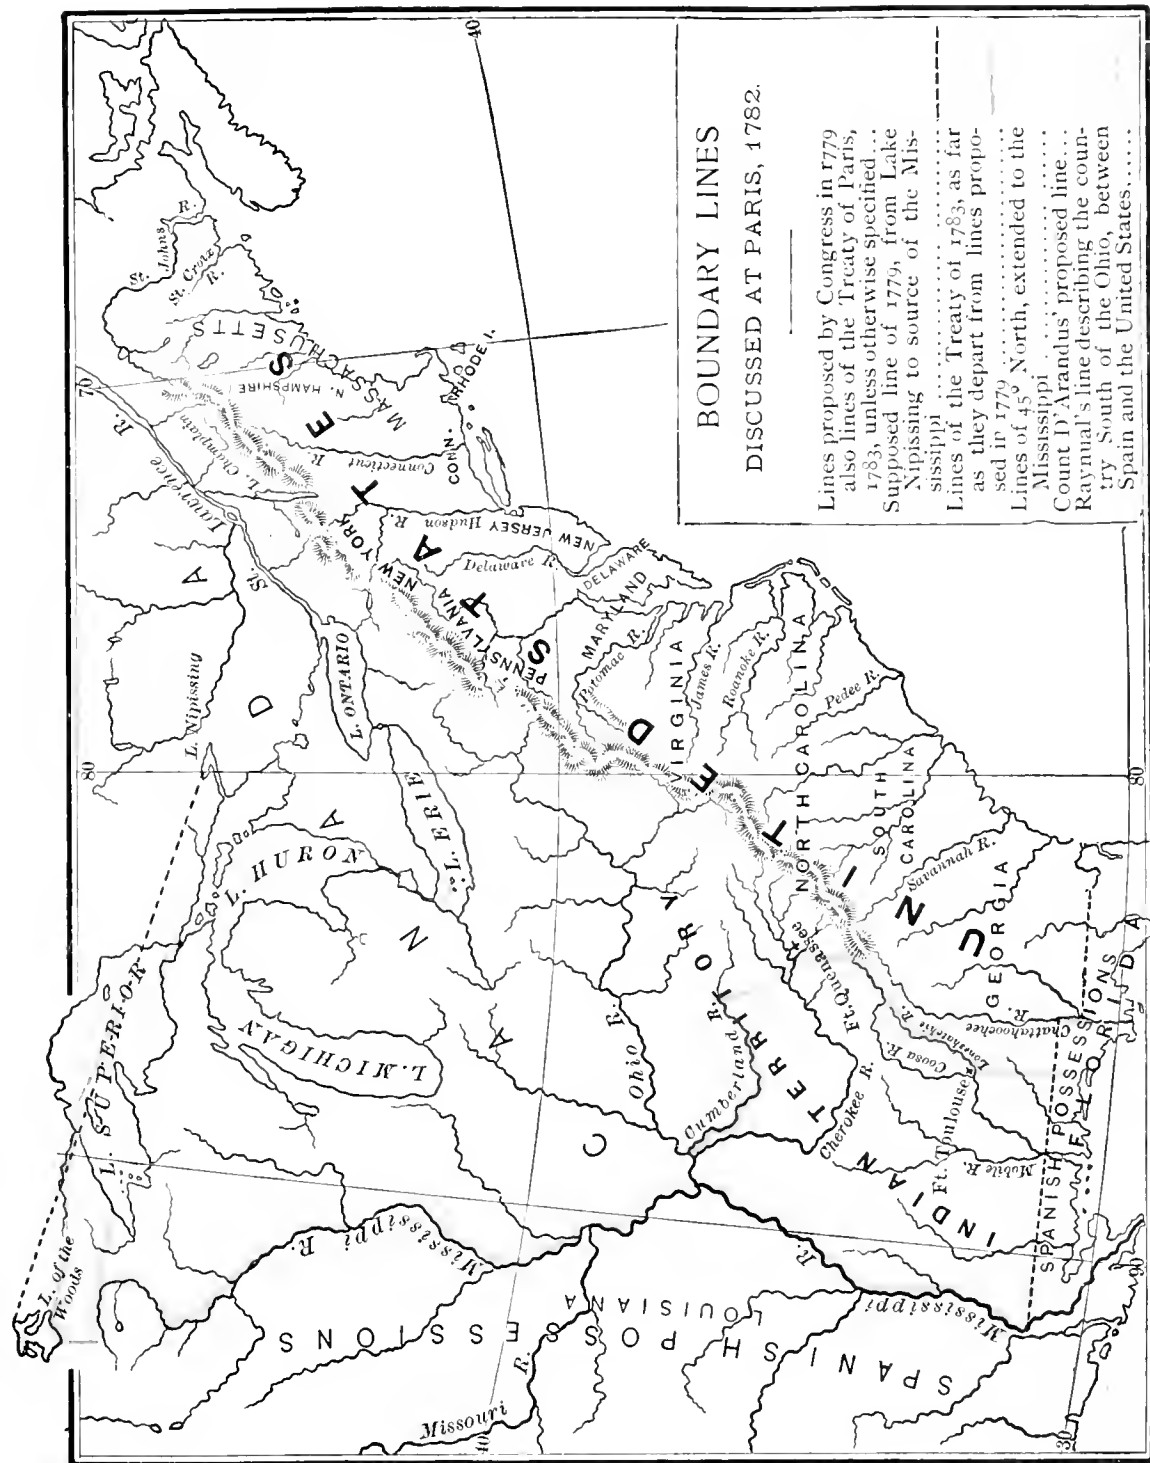 BOUNDARY LINES
DISCUSSED AT PARIS, 1782.
Lines proposed by Congress in 1779
also lines of the Treaty of Paris,
1783, unless otherwise specified...
Supposed line of 1779, from Lake
Nipissing to source of the Mis-
sissippi
Lines of the Treaty of 1783, as far
as they depart from lines propo-
sed in 1779
Lines of 45° North, extended to the
Mississippi
Count D'Arandus' proposed line...
Raynual's line describing the coun-
try South of the Ohio, between
Spain and the United States......
40
70
80
80
90
40
30
St. Johns R.
St. Croix R.
MASSACHUSETTS
N. HAMPSHIRE
MASSACHUSETTS
RHODE I.
CONN.
Connecticut R.
L. Champlain
St. Lawrence R.
NEW YORK
Hudson R.
NEW JERSEY
Delaware R.
DELAWARE
PENNSYLVANIA
MARYLAND
Potomac R.
VIRGINIA
James R.
Roanoke R.
NORTH CAROLINA
Pedee R.
SOUTH
CAROLINA
Savannah R.
GEORGIA
UNITED STATES
CANADA
L. Nipissing
L. ONTARIO
L. ERIE
L. HURON
L. MICHIGAN
L. SUPERIOR
L. of the
Woods
Ohio R.
Cumberland R.
Cherokee R.
Ft. Quenassee
INDIAN TERRITORY
Coosa R.
Chattahoochee R.
Ft. Toulouse
Mobile R.
SPANISH POSSESSIONS
FLORIDA
Mississippi R.
Mississippi R.
Missouri R.
SPANISH POSSESSIONS
LOUISIANA